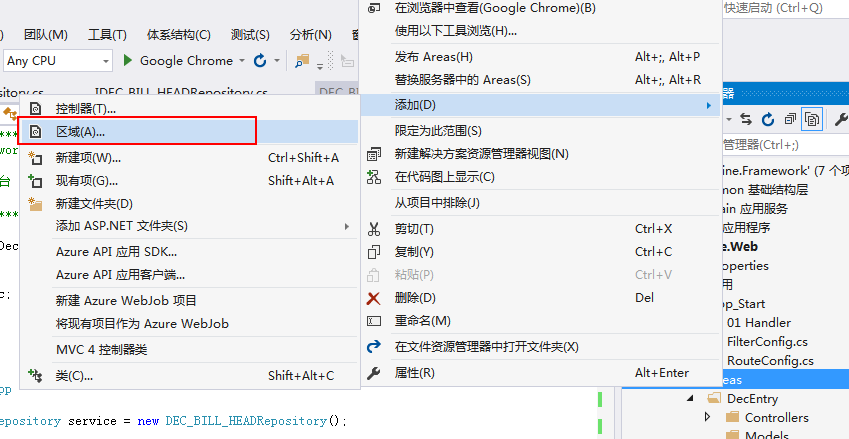 在浏览器中查看(Google Chrome)(B)
快速启动 (Ctrl+Q)
团队(M) 工具(T) 体系结构(C) 测试(S) 分析(N)
使用以下工具浏览(H)...
Any CPU Google Chrome
发布 Areas(H) Alt+;, Alt+P
替换服务器中的 Areas(S) Alt+;, Alt+R
添加(D)
限定为此范围(S)
新建解决方案资源管理器视图(N)
在代码图上显示(C)
从项目中排除(J)
剪切(T) Ctrl+X
复制(Y) Ctrl+C
粘贴(P) Ctrl+V
删除(D) Del
重命名(M)
在文件资源管理器中打开文件夹(X)
属性(R) Alt+Enter
控制器(T)...
区域(A)...
新建项(W)... Ctrl+Shift+A
现有项(G)... Shift+Alt+A
新建文件夹(D)
添加 ASP.NET 文件夹(S)
Azure API 应用 SDK...
Azure API 应用客户端...
新建 Azure WebJob 项目
将现有项目作为 Azure WebJob
MVC 4 控制器类
类(C)... Shift+Alt+C
器
管理器(Ctrl+;)
ine.Framework' (7 个项
mon 基础结构层
ain 应用服务
应用程序
e.Web
operties
用
op_Start
01 Handler
FilterConfig.cs
RouteConfig.cs
eas
DecEntry
Controllers
Models
wor
台
Dec
c;
pp
epository service = new DEC_BILL_HEADRepository();